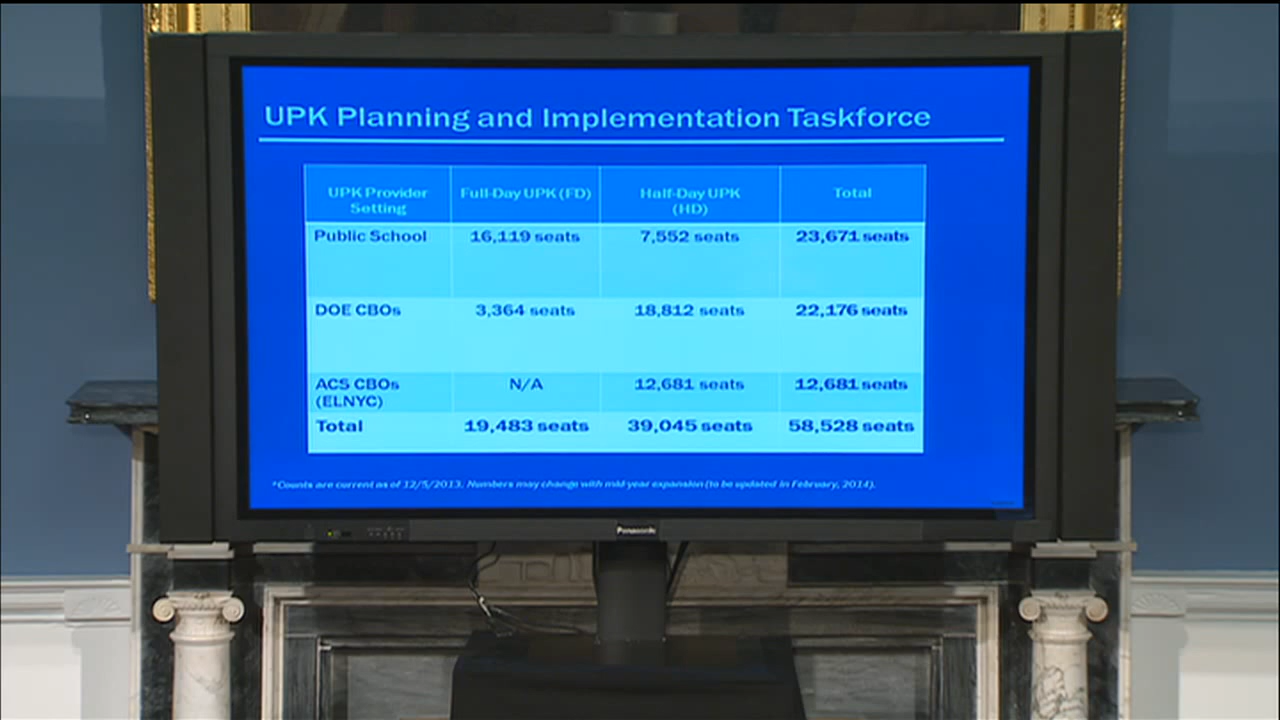 UPK Planning and Implementation Taskforce
UPK Provider Setting Full-Day UPK (FD) Half-Day UPK (HD) Total
Public School 16,119 seats 7,552 seats 23,671 seats
DOE CBOs 3,364 seats 18,812 seats 22,176 seats
ACS CBOs (ELNYC) N/A 12,681 seats 12,681 seats
Total 19,483 seats 39,045 seats 58,528 seats
*Counts are current as of 12/5/2013. Numbers may change with mid year expansion (to be updated in February, 2014).
Panasonic